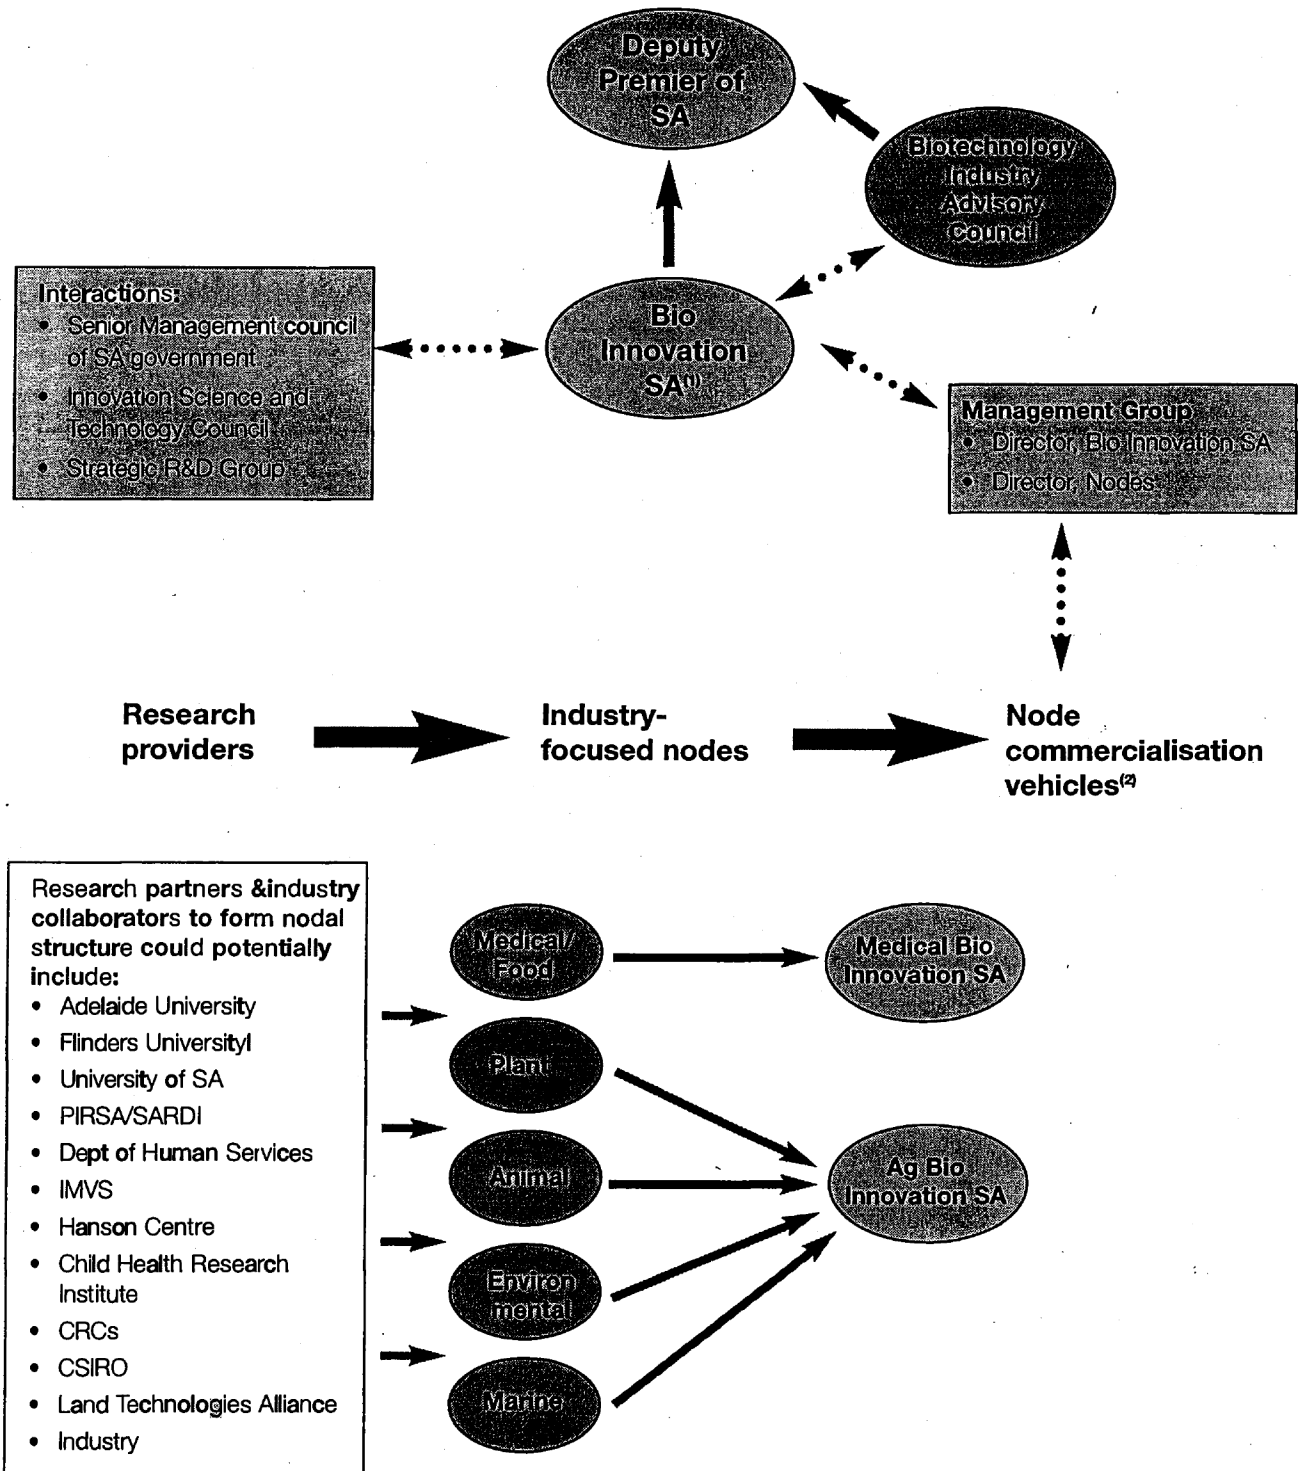 Deputy
Premier of
SA
Biotechnology
Industry
Advisory
Council
Interactions:
• Senior Management council
of SA government
• Innovation Science and
Technology Council
• Strategic R&D Group
Bio
Innovation
SA(1)
Management Group
• Director, Bio Innovation SA
• Director, Nodes
Research
providers
Industry-
focused nodes
Node
commercialisation
vehicles(2)
Research partners &industry
collaborators to form nodal
structure could potentially
include:
• Adelaide University
• Flinders Universityl
• University of SA
• PIRSA/SARDI
• Dept of Human Services
• IMVS
• Hanson Centre
• Child Health Research
Institute
• CRCs
• CSIRO
• Land Technologies Alliance
• Industry
Medical/
Food
Plant
Animal
Environ
mental
Marine
Medical Bio
Innovation SA
Ag Bio
Innovation SA